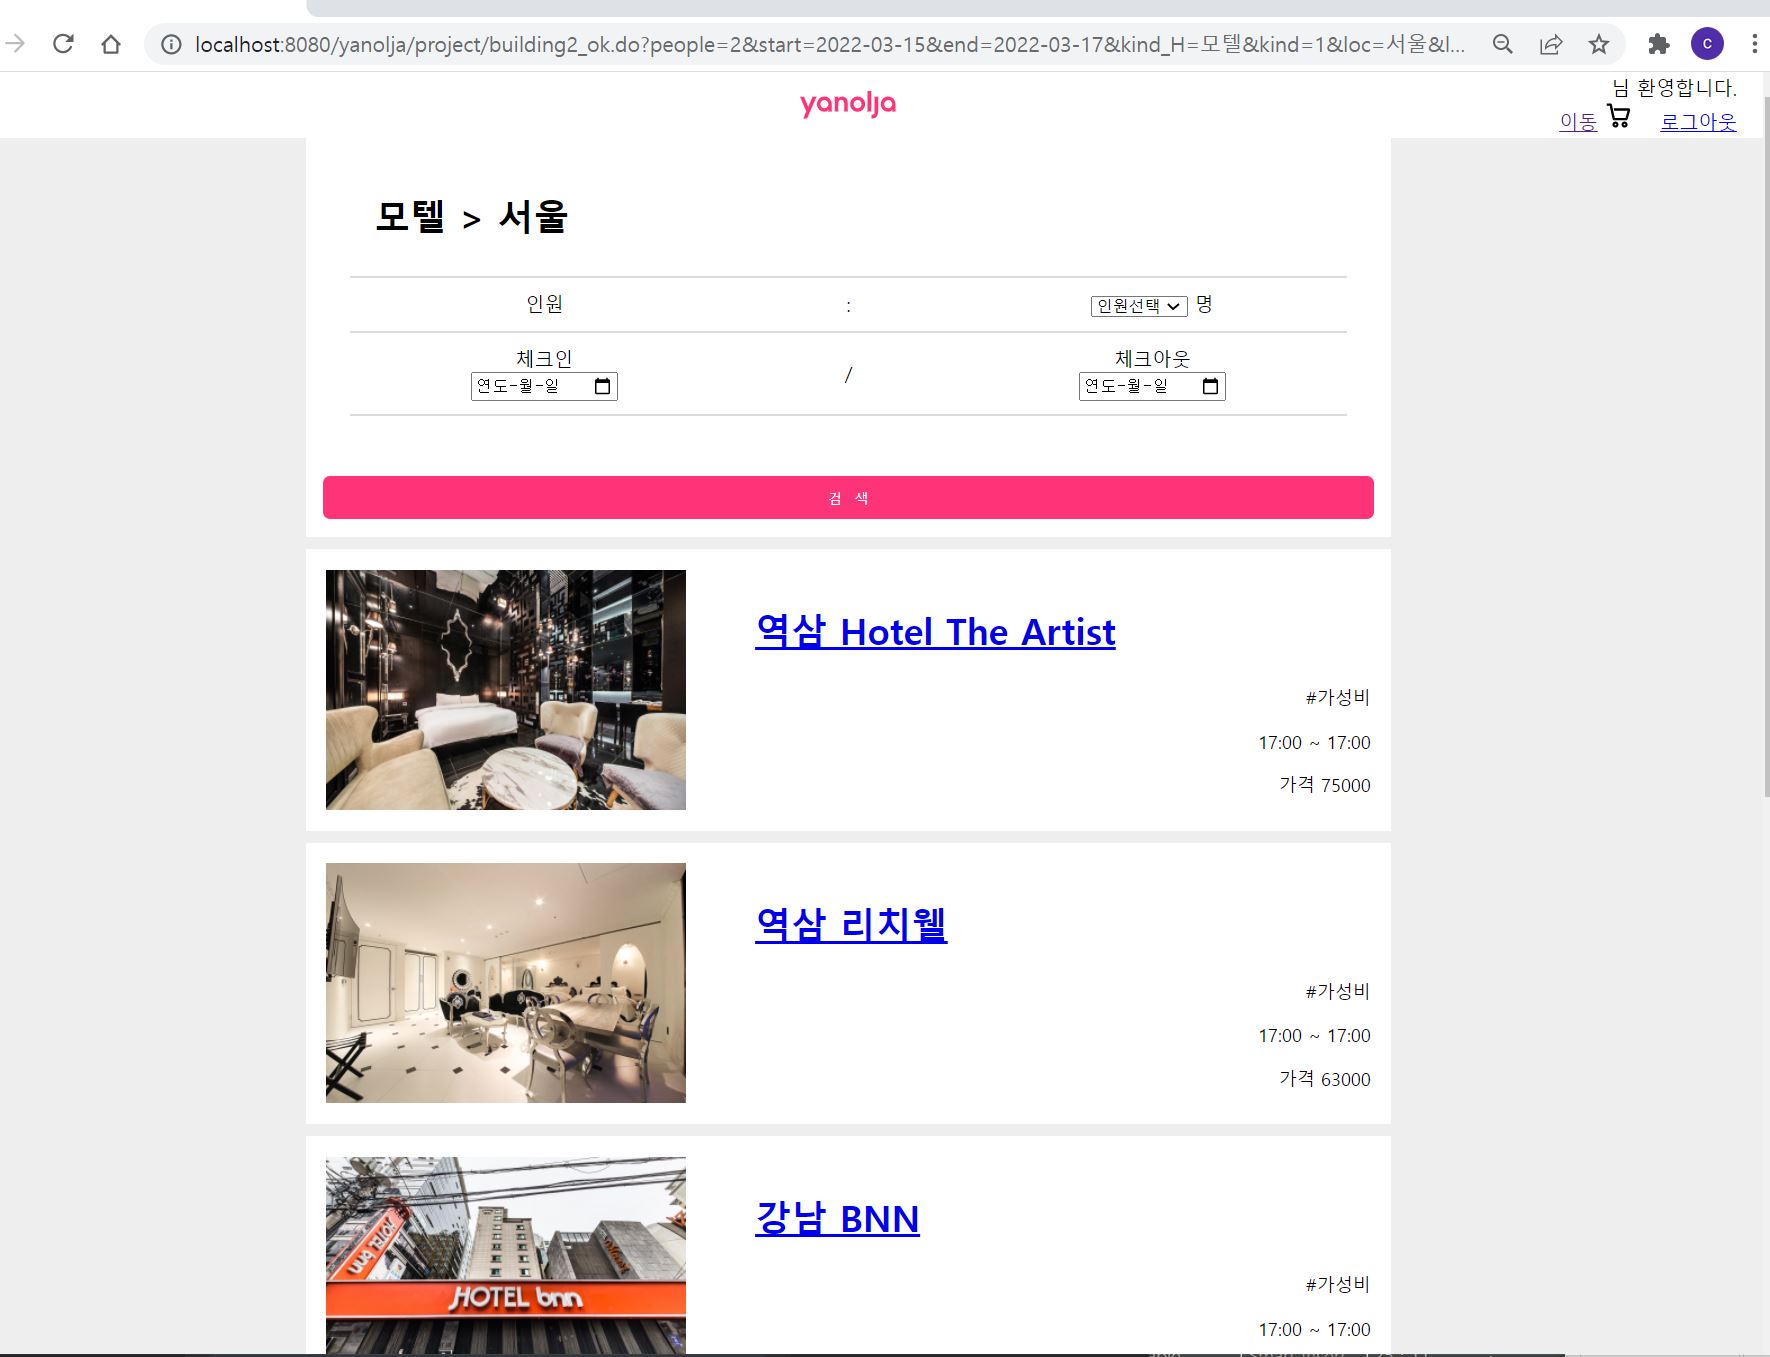 localhost:8080/yanolja/project/building2_ok.do?people=2&start=2022-03-15&end=2022-03-17&kind_H=모텔&kind=1&loc=서울&l...
C
yanolja
님 환영합니다.
이동 로그아웃
모텔 > 서울
인원 : 인원선택 명
체크인 / 체크아웃
연도-월-일 연도-월-일
검 색
역삼 Hotel The Artist
#가성비
17:00 ~ 17:00
가격 75000
역삼 리치웰
#가성비
17:00 ~ 17:00
가격 63000
강남 BNN
HOTEL bnn
HOTEL bnn
#가성비
17:00 ~ 17:00